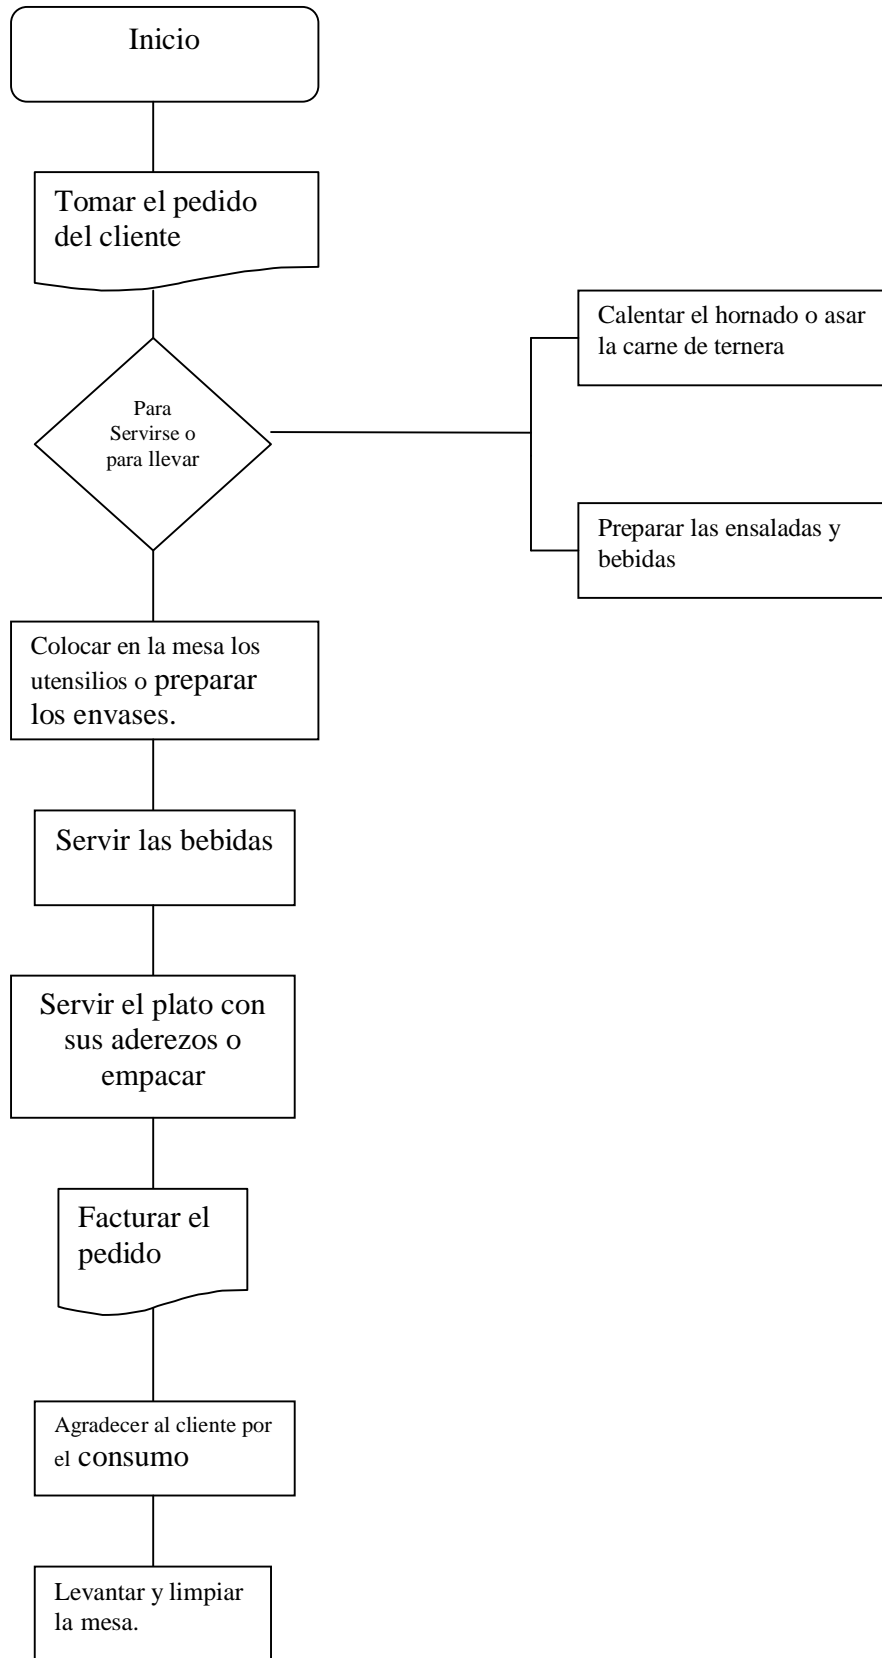 Inicio
Tomar el pedido
del cliente
Para
Servirse o
para llevar
Calentar el hornado o asar
la carne de ternera
Preparar las ensaladas y
bebidas
Colocar en la mesa los
utensilios o preparar
los envases.
Servir las bebidas
Servir el plato con
sus aderezos o
empacar
Facturar el
pedido
Agradecer al cliente por
el consumo
Levantar y limpiar
la mesa.